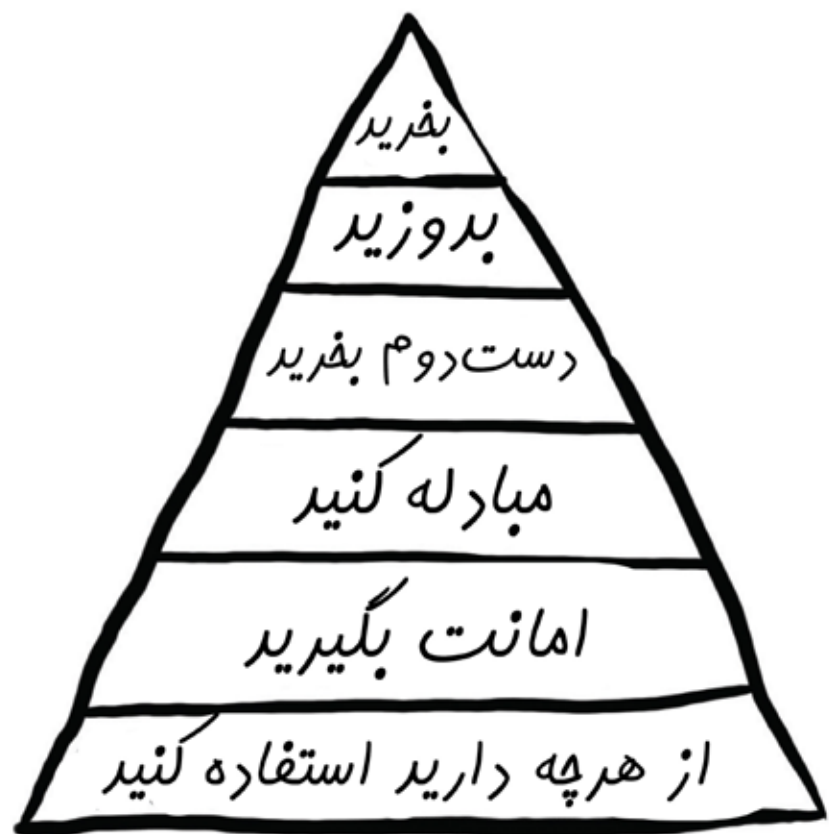 بخرید
بدوزید
دست‌دوم بخرید
مبادله کنید
امانت بگیرید
از هرچه دارید استفاده کنید